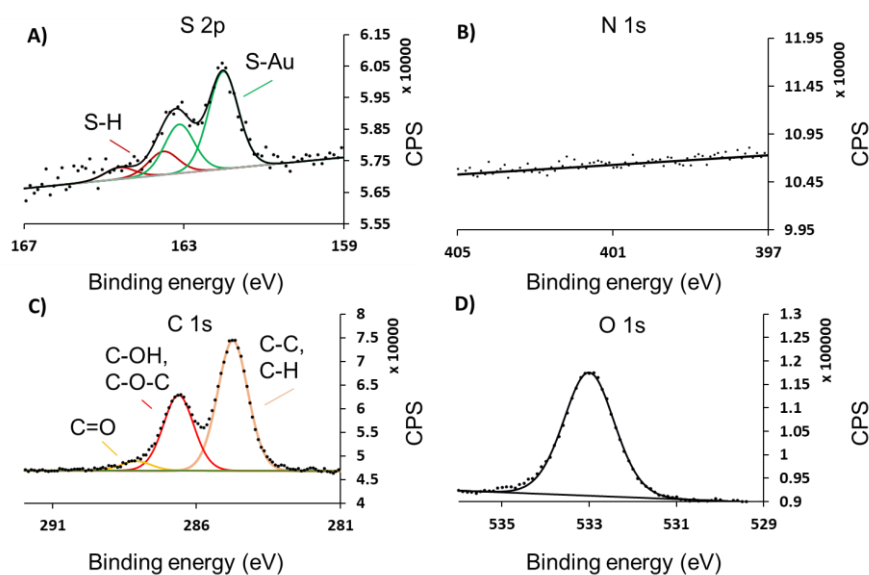 A)
S 2p
S-H
S-Au
6.15
6.05
5.95
5.85
5.75
5.65
5.55
x 10000
CPS
167
163
159
Binding energy (eV)
B)
N 1s
11.95
11.45
10.95
10.45
9.95
x 10000
CPS
405
401
397
Binding energy (eV)
C)
C 1s
C-OH,
C-O-C
C-C,
C-H
C=O
8
7.5
7
6.5
6
5.5
5
4.5
4
x 10000
CPS
291
286
281
Binding energy (eV)
D)
O 1s
1.3
1.25
1.2
1.15
1.1
1.05
1
0.95
0.9
x 100000
CPS
535
533
531
529
Binding energy (eV)